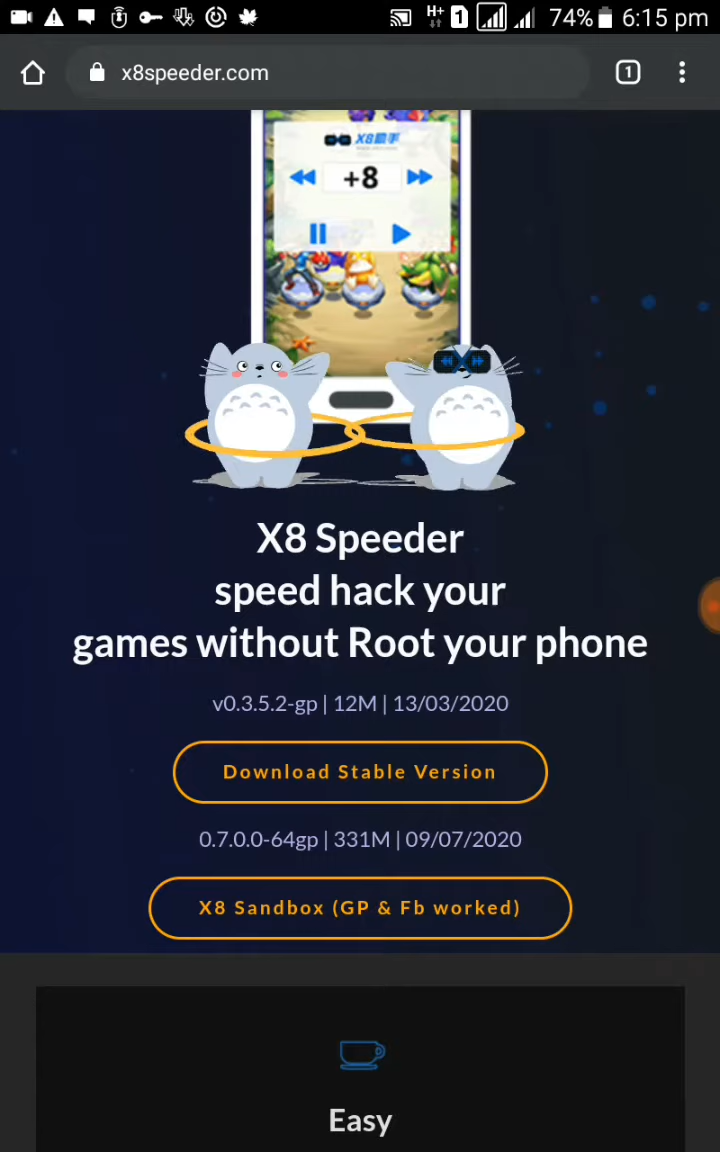 H+ 1 74% 6:15 pm
x8speeder.com 1
+8
X8 Speeder
speed hack your
games without Root your phone
v0.3.5.2-gp | 12M | 13/03/2020
Download Stable Version
0.7.0.0-64gp | 331M | 09/07/2020
X8 Sandbox (GP & Fb worked)
Easy